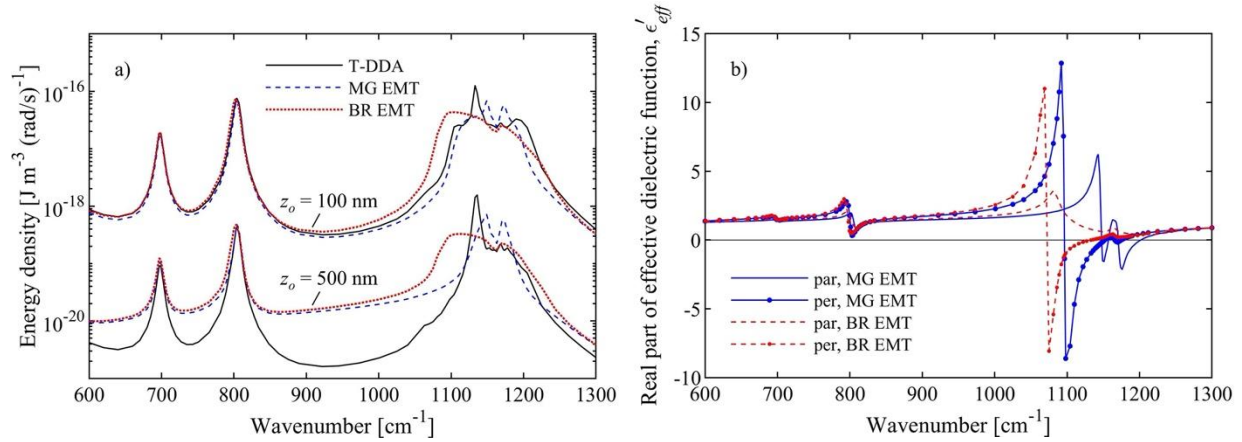 a)
T-DDA
MG EMT
BR EMT
z_o = 100 nm
z_o = 500 nm
10^-16
10^-18
10^-20
Energy density [J m^-3 (rad/s)^-1]
600 700 800 900 1000 1100 1200 1300
Wavenumber [cm^-1]
b)
15
10
5
0
-5
-10
Real part of effective dielectric function, ϵ'_eff
par, MG EMT
per, MG EMT
par, BR EMT
per, BR EMT
600 700 800 900 1000 1100 1200 1300
Wavenumber [cm^-1]